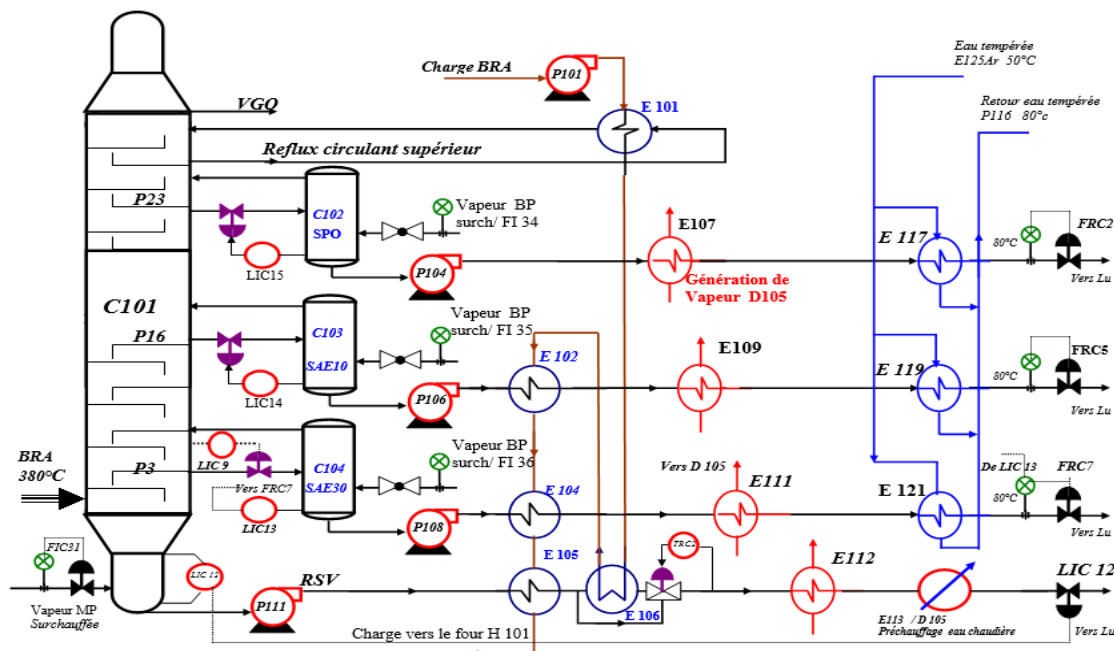 Charge BRA
P101
Eau tempérée
E125Ar 50°C
E 101
Retour eau tempérée
P116 80°c
VGO
Reflux circulant supérieur
P23
C102
SPO
Vapeur BP
surch/ FI 34
LIC15
P104
E107
Génération de
Vapeur D105
E 117
80°C
FRC2
Vers Lu
C101
P16
C103
SAE10
Vapeur BP
surch/ FI 35
LIC14
P106
E 102
E109
E 119
80°C
FRC5
Vers Lu
BRA
380°C
P3
LIC 9
Vers FRC7
C104
SAE30
Vapeur BP
surch/ FI 36
LIC13
P108
E 104
Vers D 105
E111
E 121
De LIC 13
80°C
FRC7
Vers Lu
FIC31
Vapeur MP
Surchauffée
LIC 12
P111
RSV
E 105
E 106
TRC2
E112
E113 / D 105
Préchauffage eau chaudière
LIC 12
Vers Lu
Charge vers le four H 101